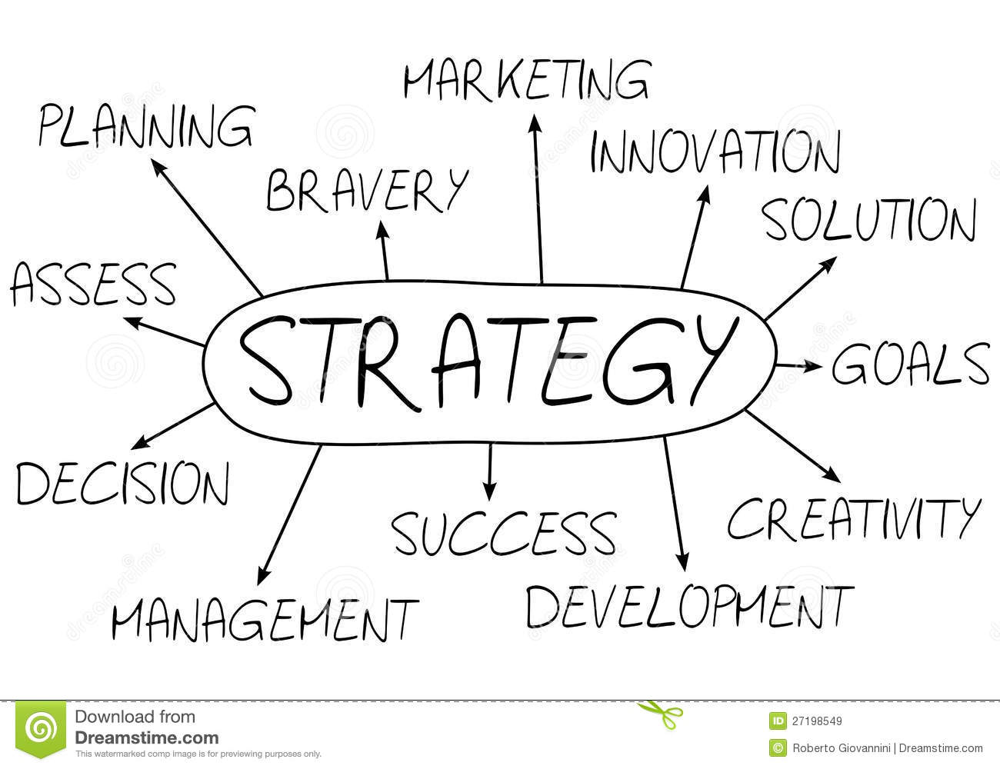 MARKETING
PLANNING
INNOVATION
BRAVERY
SOLUTION
ASSESS
STRATEGY
GOALS
DECISION
CREATIVITY
SUCCESS
MANAGEMENT
DEVELOPMENT
Download from
Dreamstime.com
This watermarked comp image is for previewing purposes only.
ID 27198549
© Roberto Giovannini | Dreamstime.com